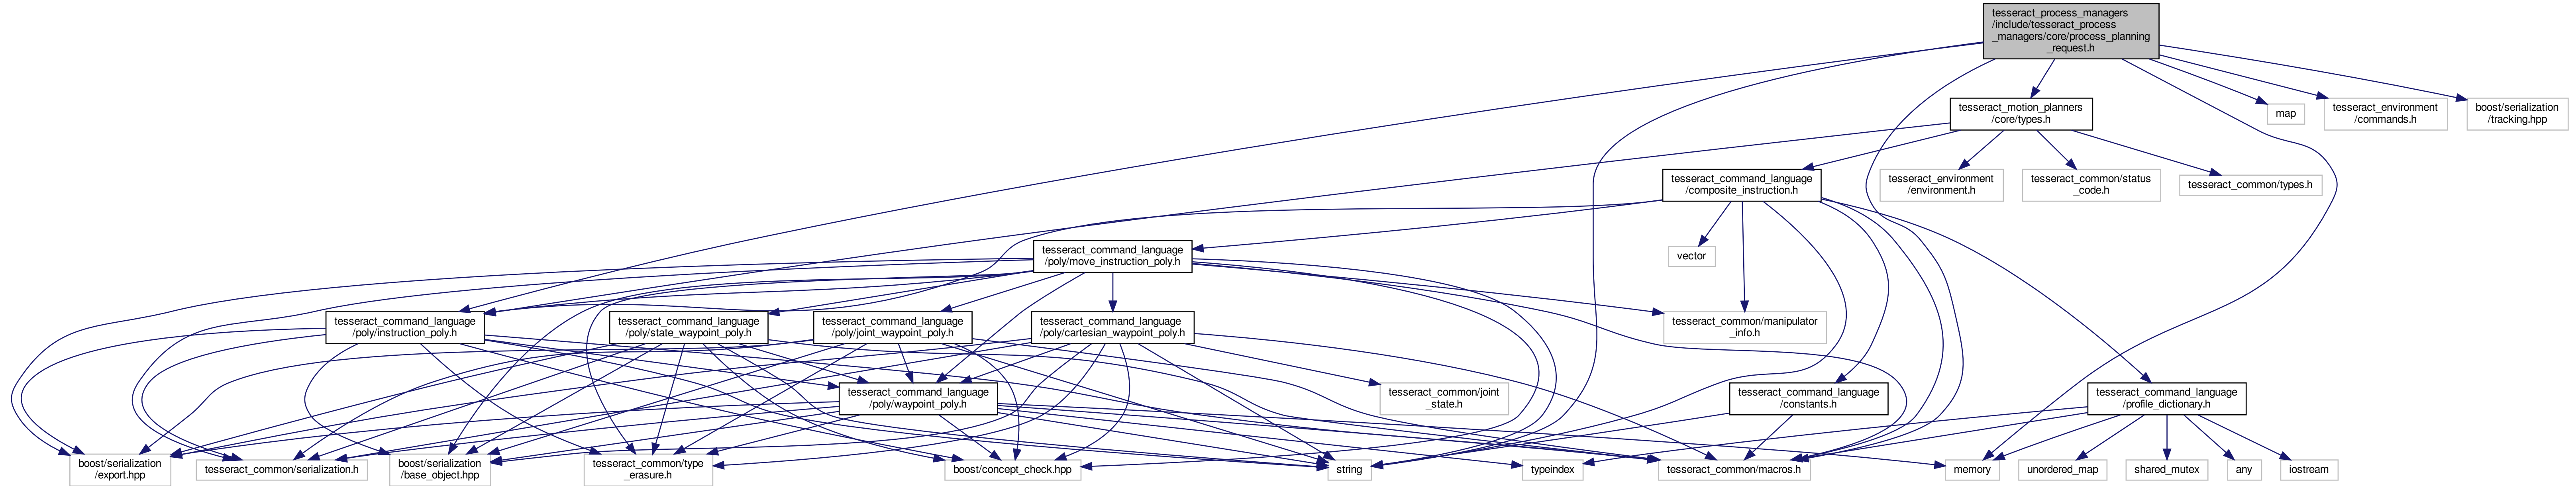 tesseract_process_managers
/include/tesseract_process
_managers/core/process_planning
_request.h
tesseract_motion_planners
/core/types.h
map
tesseract_environment
/commands.h
boost/serialization
/tracking.hpp
tesseract_command_language
/composite_instruction.h
tesseract_environment
/environment.h
tesseract_common/status
_code.h
tesseract_common/types.h
tesseract_command_language
/poly/move_instruction_poly.h
vector
tesseract_command_language
/poly/instruction_poly.h
tesseract_command_language
/poly/state_waypoint_poly.h
tesseract_command_language
/poly/joint_waypoint_poly.h
tesseract_command_language
/poly/cartesian_waypoint_poly.h
tesseract_common/manipulator
_info.h
tesseract_command_language
/poly/waypoint_poly.h
tesseract_common/joint
_state.h
tesseract_command_language
/constants.h
tesseract_command_language
/profile_dictionary.h
boost/serialization
/export.hpp
tesseract_common/serialization.h
boost/serialization
/base_object.hpp
tesseract_common/type
_erasure.h
boost/concept_check.hpp
string
typeindex
tesseract_common/macros.h
memory
unordered_map
shared_mutex
any
iostream